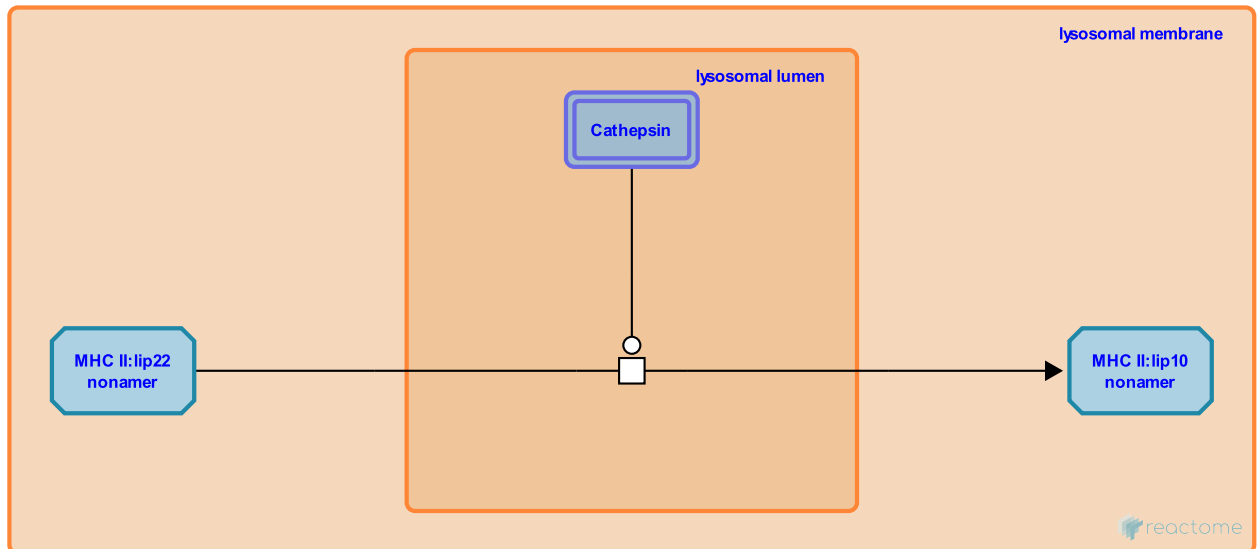 lysosomal membrane
lysosomal lumen
Cathepsin
MHC II:lip22
nonamer
MHC II:lip10
nonamer
reactome